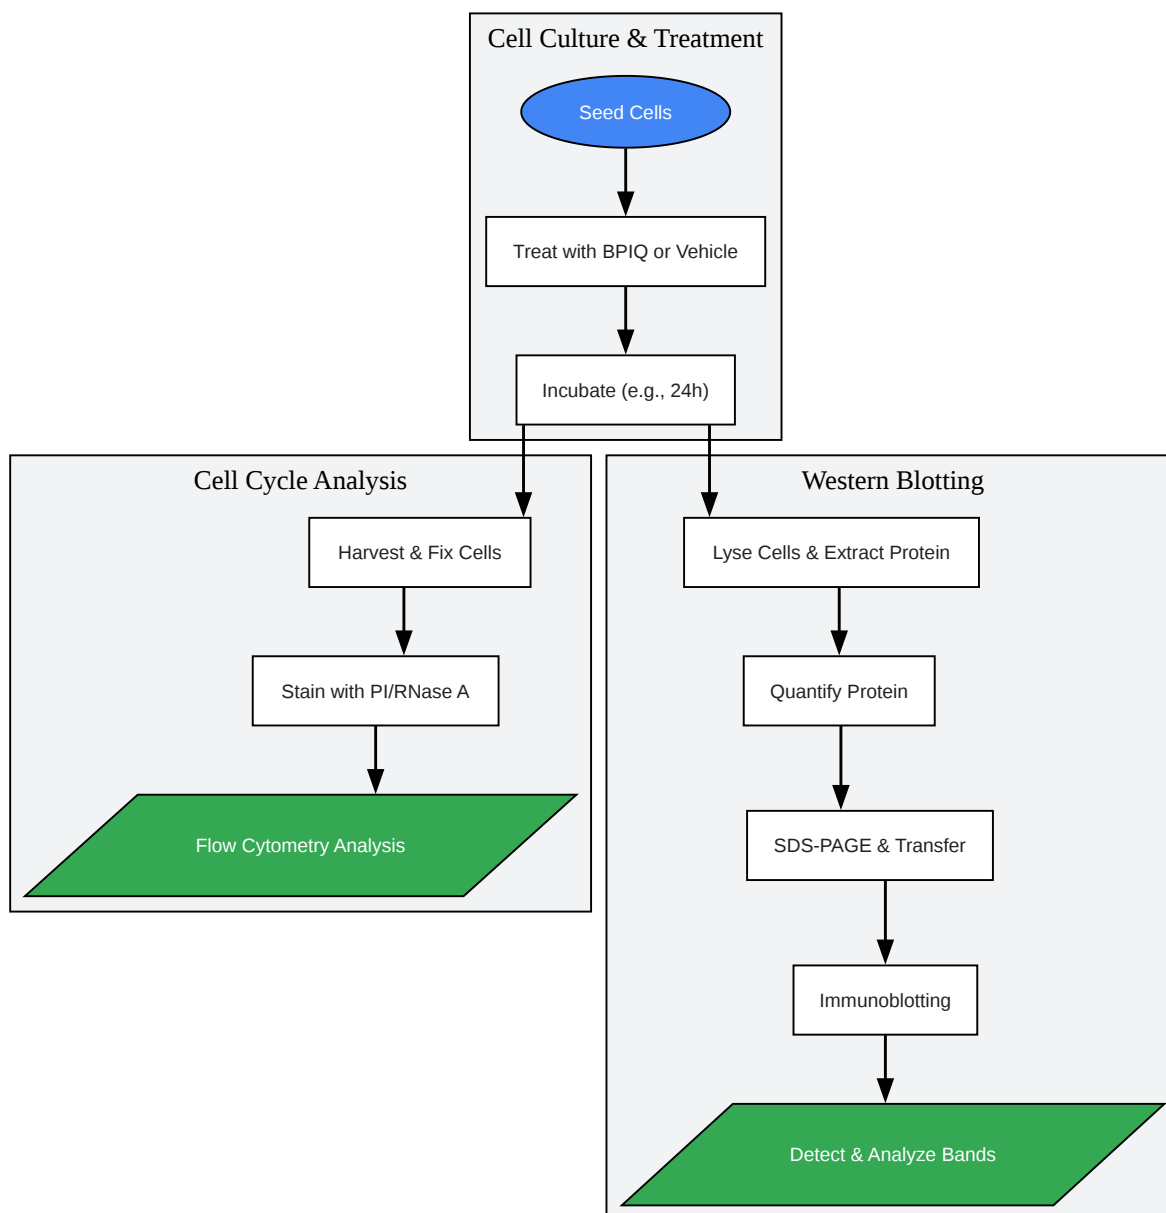 Cell Culture & Treatment
Seed Cells
Treat with BPIQ or Vehicle
Incubate (e.g., 24h)
Cell Cycle Analysis
Harvest & Fix Cells
Stain with PI/RNase A
Flow Cytometry Analysis
Western Blotting
Lyse Cells & Extract Protein
Quantify Protein
SDS-PAGE & Transfer
Immunoblotting
Detect & Analyze Bands